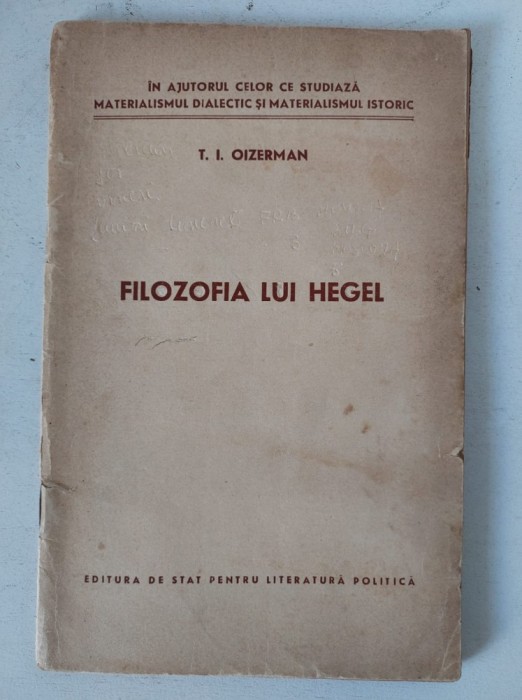 ÎN AJUTORUL CELOR CE STUDIAZĂ
MATERIALISMUL DIALECTIC ȘI MATERIALISMUL ISTORIC
T. I. OIZERMAN
FILOZOFIA LUI HEGEL
EDITURA DE STAT PENTRU LITERATURĂ POLITICĂ